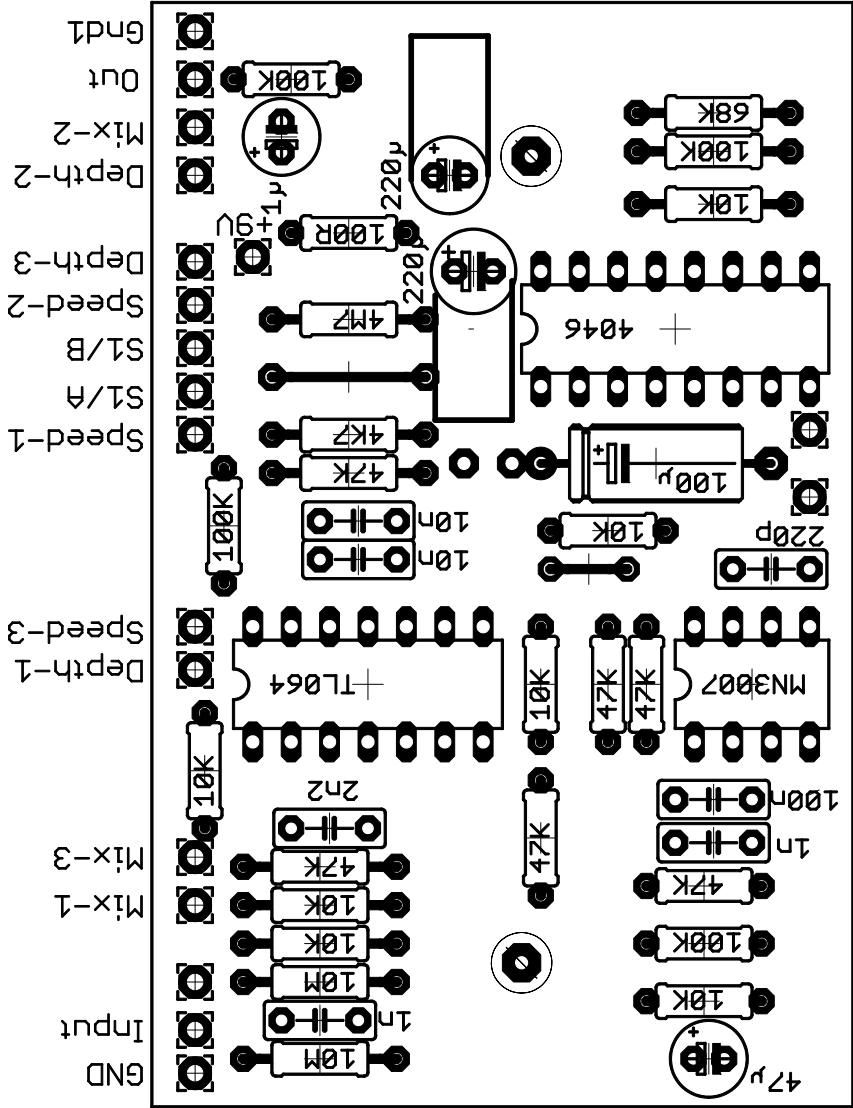 Gnd1
Out
100K
Mix-2
68K
100K
Depth-2
+
1µ
220µ
+
10K
+9V
100R
Depth-3
220µ
+
Speed-2
4M7
4046
S1/B
S1/A
Speed-1
4K7
47K
+
100µ
100K
10n
10K
220p
10n
Speed-3
Depth-1
TL064
10K
47K
47K
MN3007
10K
2n2
100n
47K
1n
Mix-3
47K
47K
Mix-1
10K
10K
100K
10M
10K
Input
1n
+
GND
10M
47µ